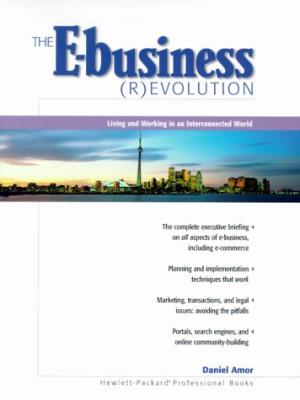 THE E-business
(R)EVOLUTION
Living and Working in an Interconnected World
The complete executive briefing
on all aspects of e-business,
including e-commerce
Planning and implementation
techniques that work
Marketing, transactions, and legal
issues: avoiding the pitfalls
Portals, search engines, and
online community-building
Daniel Amor
Hewlett-Packard® Professional Books